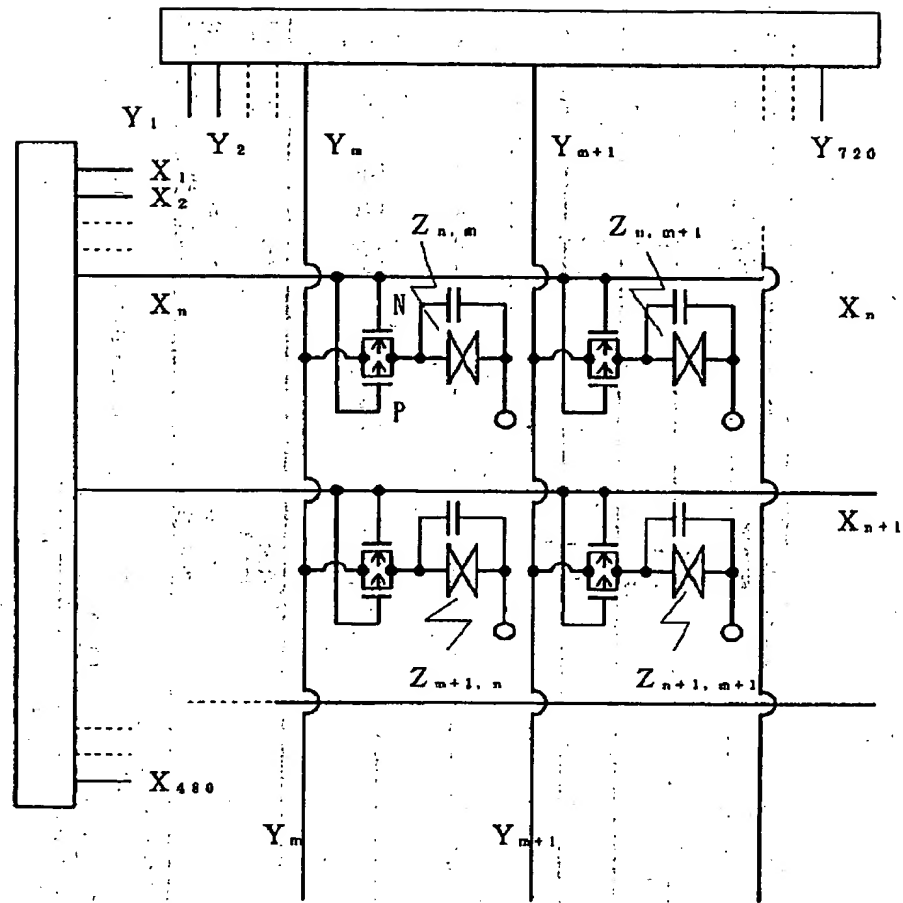 Y₁
Y₂ Yₘ Yₘ₊₁ Y₇₂₀
X₁
X₂
Zₙ,ₘ Zₙ,ₘ₊₁
Xₙ N Xₙ
P
Xₙ₊₁
Zₘ₊₁,ₙ Zₙ₊₁,ₘ₊₁
X₄₈₀
Yₘ Yₘ₊₁